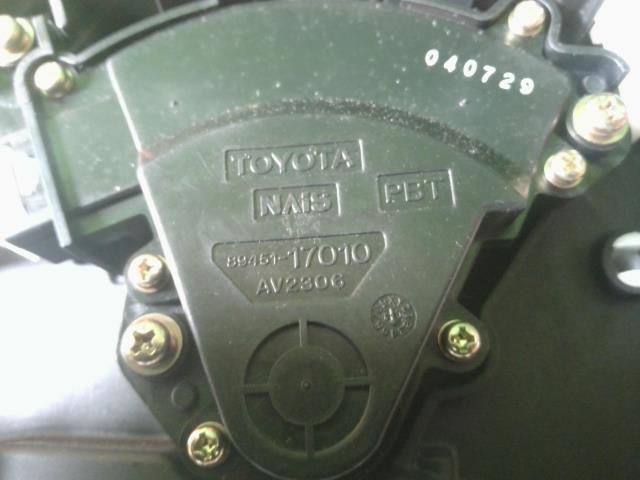 040729
TOYOTA
NAIS PBT
89451-17010
AV2306